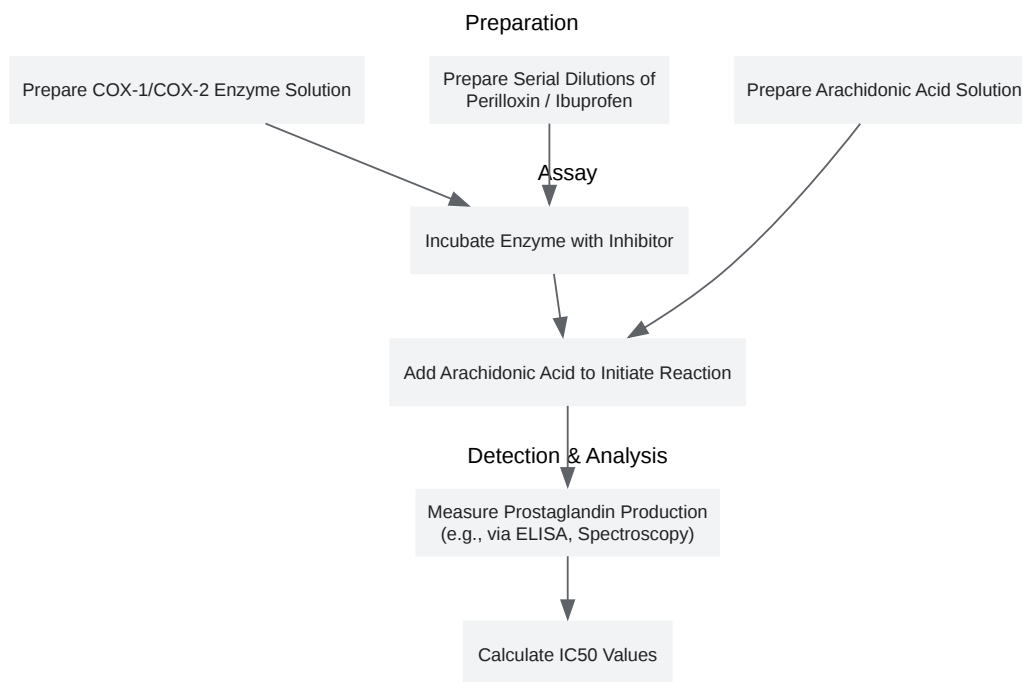 Preparation
Prepare COX-1/COX-2 Enzyme Solution
Prepare Serial Dilutions of
Perilloxin / Ibuprofen
Prepare Arachidonic Acid Solution
Assay
Incubate Enzyme with Inhibitor
Add Arachidonic Acid to Initiate Reaction
Detection & Analysis
Measure Prostaglandin Production
(e.g., via ELISA, Spectroscopy)
Calculate IC50 Values